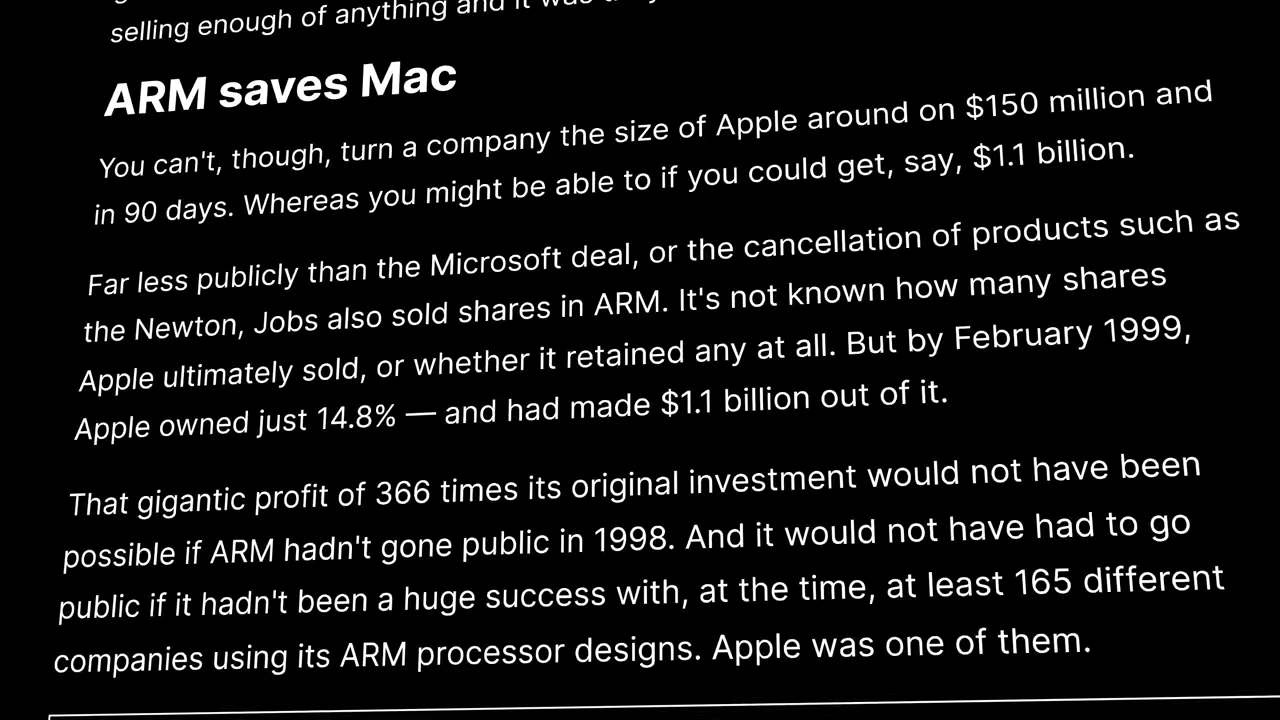 selling enough of anything and it was
ARM saves Mac
You can't, though, turn a company the size of Apple around on $150 million and
in 90 days. Whereas you might be able to if you could get, say, $1.1 billion.
Far less publicly than the Microsoft deal, or the cancellation of products such as
the Newton, Jobs also sold shares in ARM. It's not known how many shares
Apple ultimately sold, or whether it retained any at all. But by February 1999,
Apple owned just 14.8% — and had made $1.1 billion out of it.
That gigantic profit of 366 times its original investment would not have been
possible if ARM hadn't gone public in 1998. And it would not have had to go
public if it hadn't been a huge success with, at the time, at least 165 different
companies using its ARM processor designs. Apple was one of them.